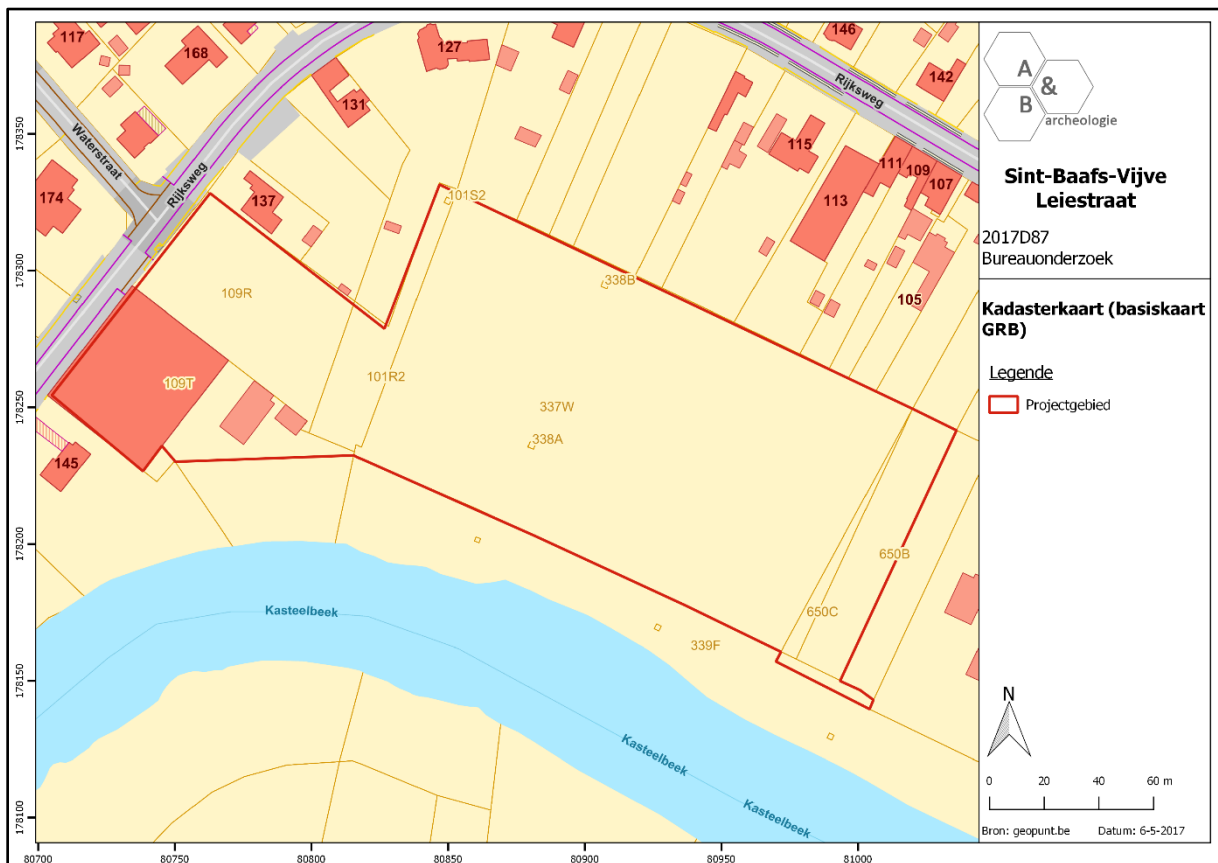 117
168
127
146
142
131
Rijksweg
Waterstraat
Rijksweg
174
137
115
111
109
107
113
105
101S2
338B
109R
101R2
109T
337W
338A
145
650B
650C
339F
Kasteelbeek
Kasteelbeek
Kasteelbeek
178350
178300
178250
178200
178150
178100
80700
80750
80800
80850
80900
80950
81000
A
&
B
archeologie
Sint-Baafs-Vijve
Leiestraat
2017D87
Bureauonderzoek
Kadasterkaart (basiskaart
GRB)
Legende
Projectgebied
N
0 20 40 60 m
Bron: geopunt.be Datum: 6-5-2017